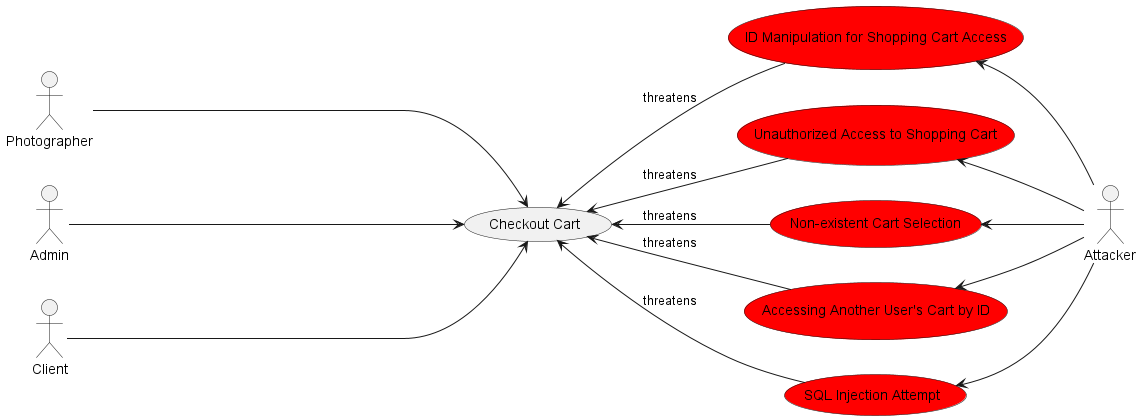 ID Manipulation for Shopping Cart Access
threatens
Photographer
Unauthorized Access to Shopping Cart
threatens
threatens
Checkout Cart
Non-existent Cart Selection
threatens
Admin
Attacker
threatens
Accessing Another User's Cart by ID
Client
SQL Injection Attempt